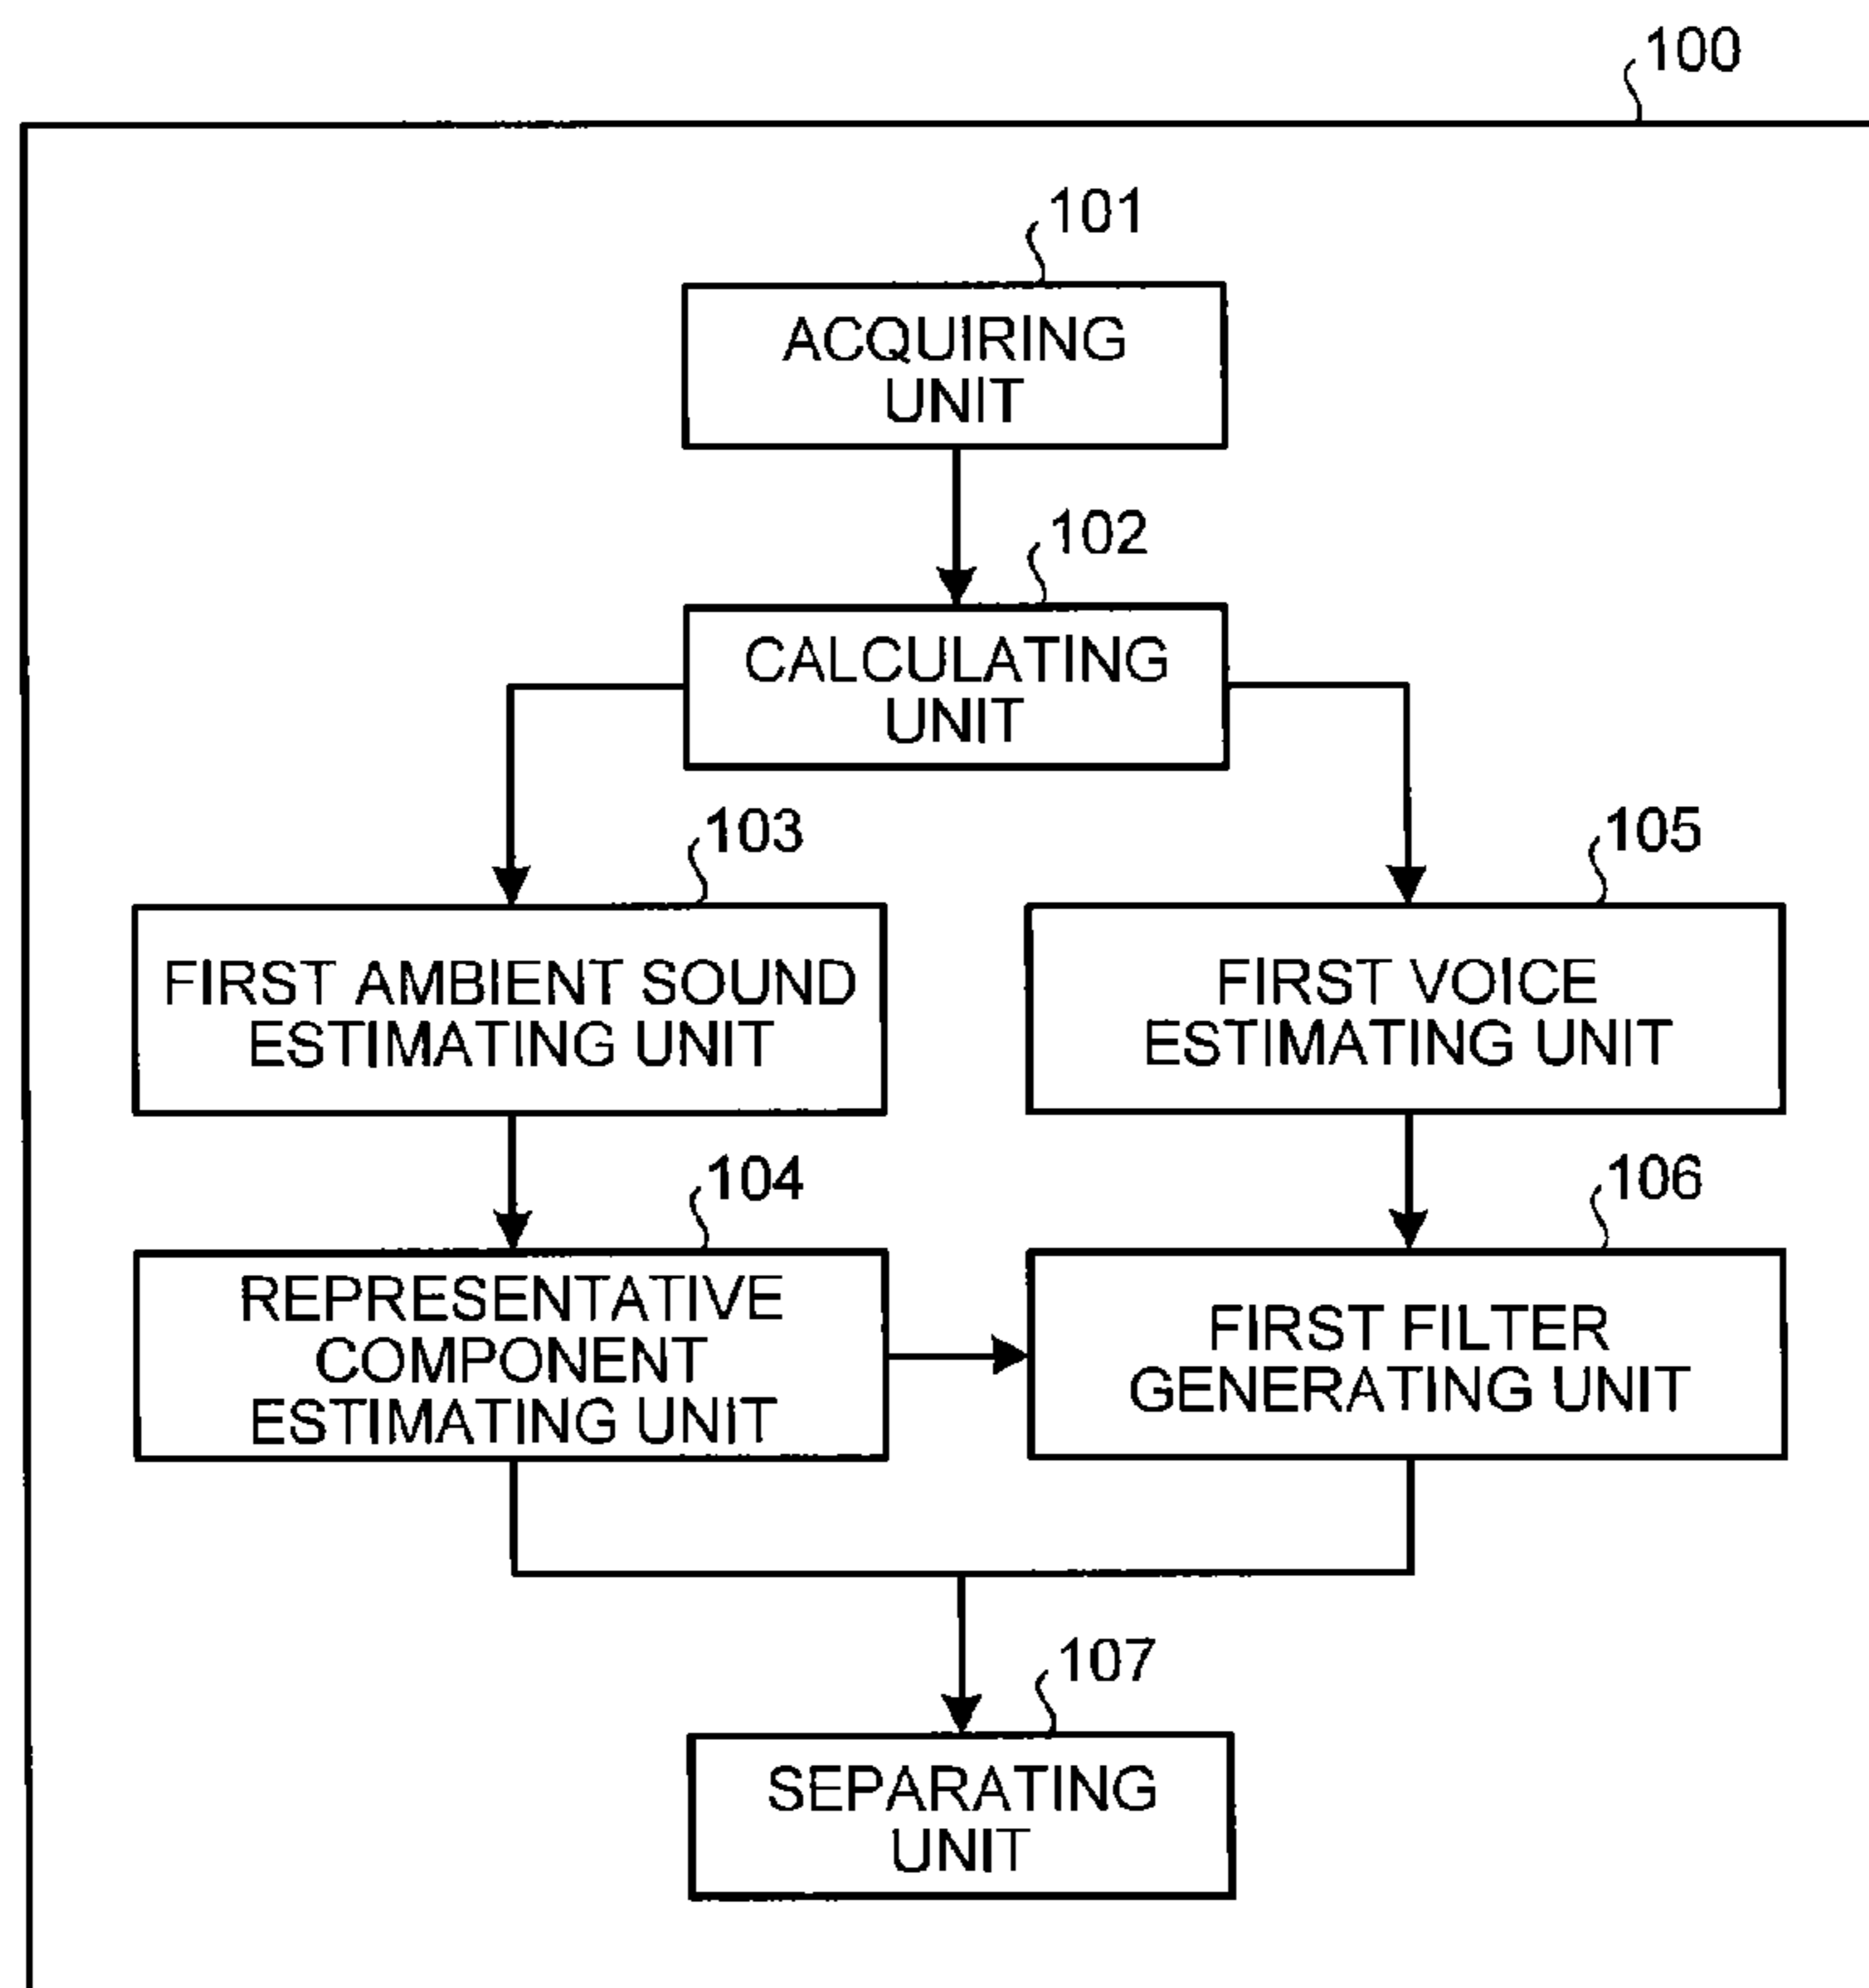 100
101
ACQUIRING
UNIT
102
CALCULATING
UNIT
103
105
FIRST AMBIENT SOUND
ESTIMATING UNIT
FIRST VOICE
ESTIMATING UNIT
104
106
REPRESENTATIVE
COMPONENT
ESTIMATING UNIT
FIRST FILTER
GENERATING UNIT
107
SEPARATING
UNIT